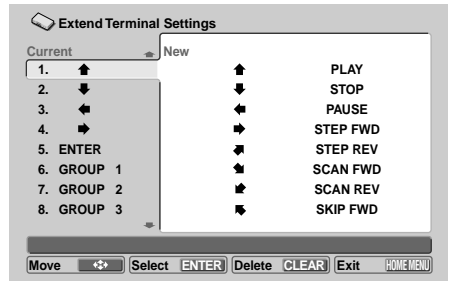 Extend Terminal Settings
Current New
1. ⬆ ⬆ PLAY
2. ⬇ ⬇ STOP
3. ⬅ ⬅ PAUSE
4. ➡ ➡ STEP FWD
5. ENTER STEP REV
6. GROUP 1 SCAN FWD
7. GROUP 2 SCAN REV
8. GROUP 3 SKIP FWD
Move Select ENTER Delete CLEAR Exit HOME MENU